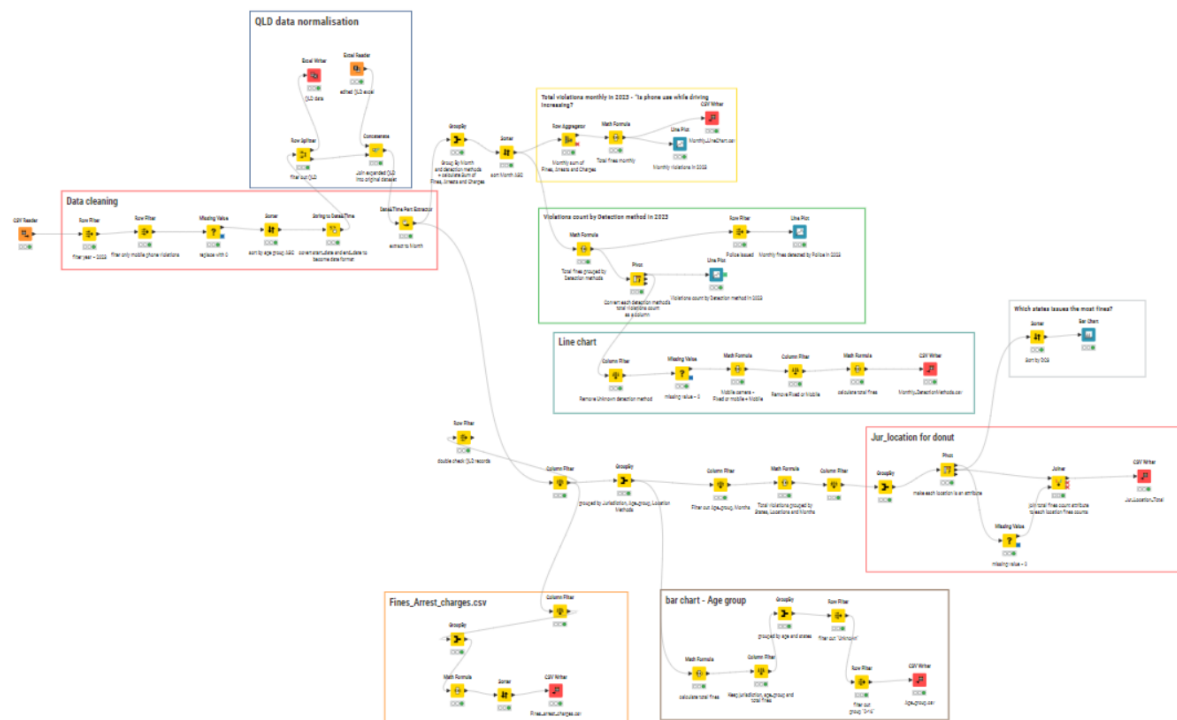 QLD data normalisation
Excel Writer
QLD data
Excel Reader
edited QLD excel
Row Splitter
filter out QLD
Concatenate
Join expanded QLD
into original dataset
Data cleaning
CSV Reader
Row Filter
filter year = 2023
Row Filter
filter only mobile phone violations
Missing Value
replace with 0
Sorter
sort by age group ASC
String to Date&Time
convert start_date and end_date to
become date format
Date&Time Part Extractor
extract to Month
GroupBy
Group By Month
and detection methods
+ calculate Sum of
Fines, Arrests and Charges
Sorter
sort Month ASC
Total violations monthly in 2023 - "Is phone use while driving
increasing?
Row Aggregator
Monthly sum of
Fines, Arrests and Charges
Math Formula
Total fines monthly
CSV Writer
Monthly_LineChart.csv
Line Plot
Monthly violations in 2023
Violations count by Detection method in 2023
Math Formula
Total fines grouped by
Detection methods
Row Filter
Police issued
Line Plot
Monthly fines detected by Police in 2023
Pivot
Convert each detection methods
total violations count
as a column
Line Plot
Violations count by Detection method in 2023
Line chart
Column Filter
Remove Unknown detection method
Missing Value
missing value = 0
Math Formula
Mobile camera =
Fixed or mobile + Mobile
Column Filter
Remove Fixed or Mobile
Math Formula
calculate total fines
CSV Writer
Monthly_DetectionMethods.csv
Which states issues the most fines?
Sorter
Sort by DCS
Bar Chart
Row Filter
double check QLD records
Column Filter
GroupBy
grouped by Jurisdiction, Age_group, Location
Methods
Column Filter
Filter out Age_group, Months
Math Formula
Total violations grouped by
States, Locations and Months
Column Filter
Jur_location for donut
GroupBy
Pivot
make each location is an attribute
Missing Value
missing value = 0
Joiner
join total fines count attribute
to each location fines counts
CSV Writer
Jur_Location_Total
Fines_Arrest_charges.csv
Column Filter
GroupBy
Math Formula
Sorter
CSV Writer
Fines_arrest_charges.csv
bar chart - Age group
Math Formula
calculate total fines
Column Filter
Keep jurisdiction, age_group and
total fines
GroupBy
grouped by age and states
Row Filter
filter out "Unknown"
Row Filter
filter out
CSV Writer
Age_group.csv